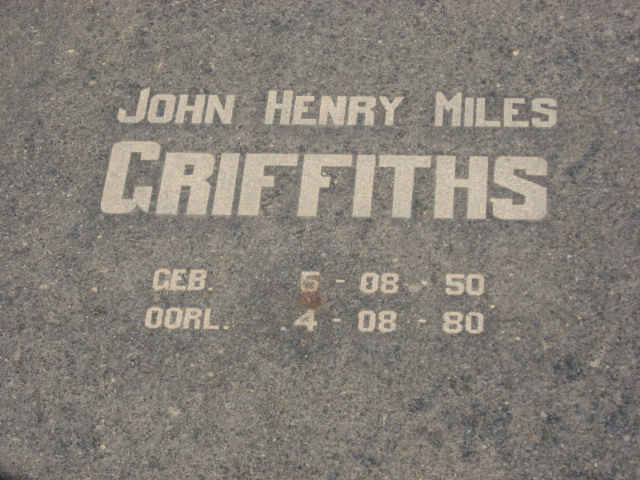 JOHN HENRY MILES
GRIFFITHS
GEB. 5 - 08 - 50
OORL. 4 - 08 - 80